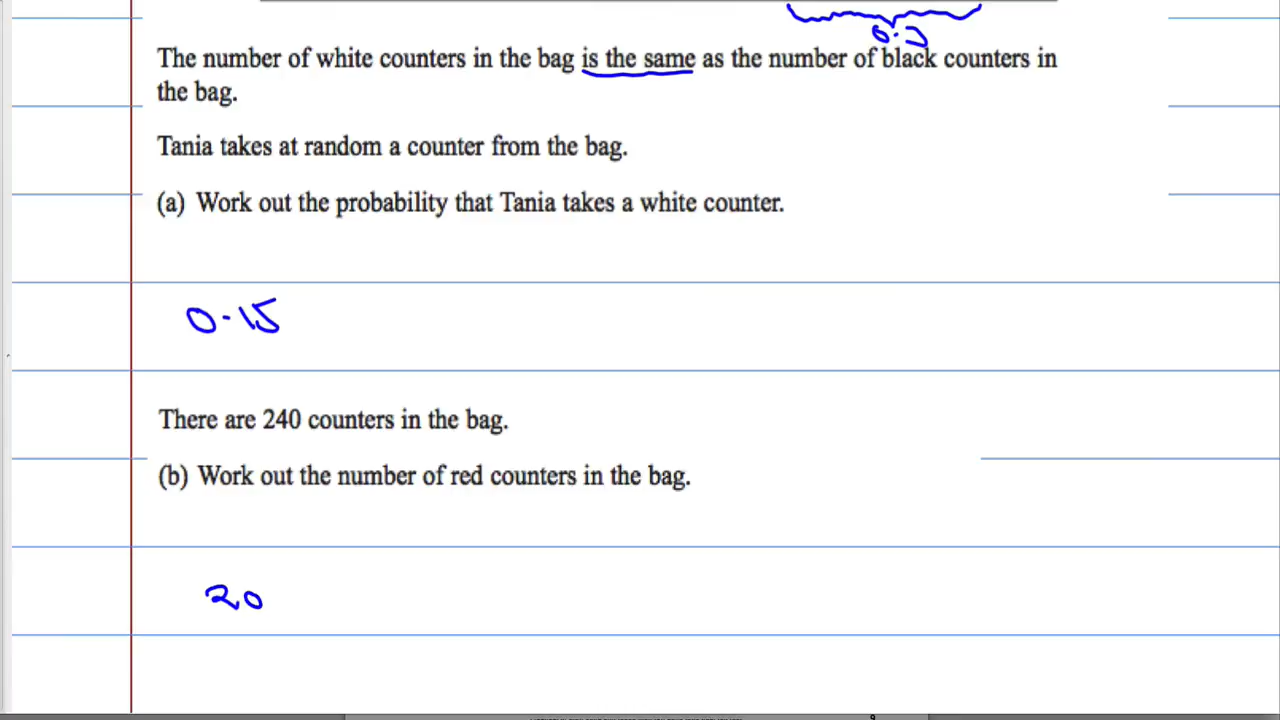 0.3
The number of white counters in the bag is the same as the number of black counters in
the bag.
Tania takes at random a counter from the bag.
(a) Work out the probability that Tania takes a white counter.
0.15
There are 240 counters in the bag.
(b) Work out the number of red counters in the bag.
20